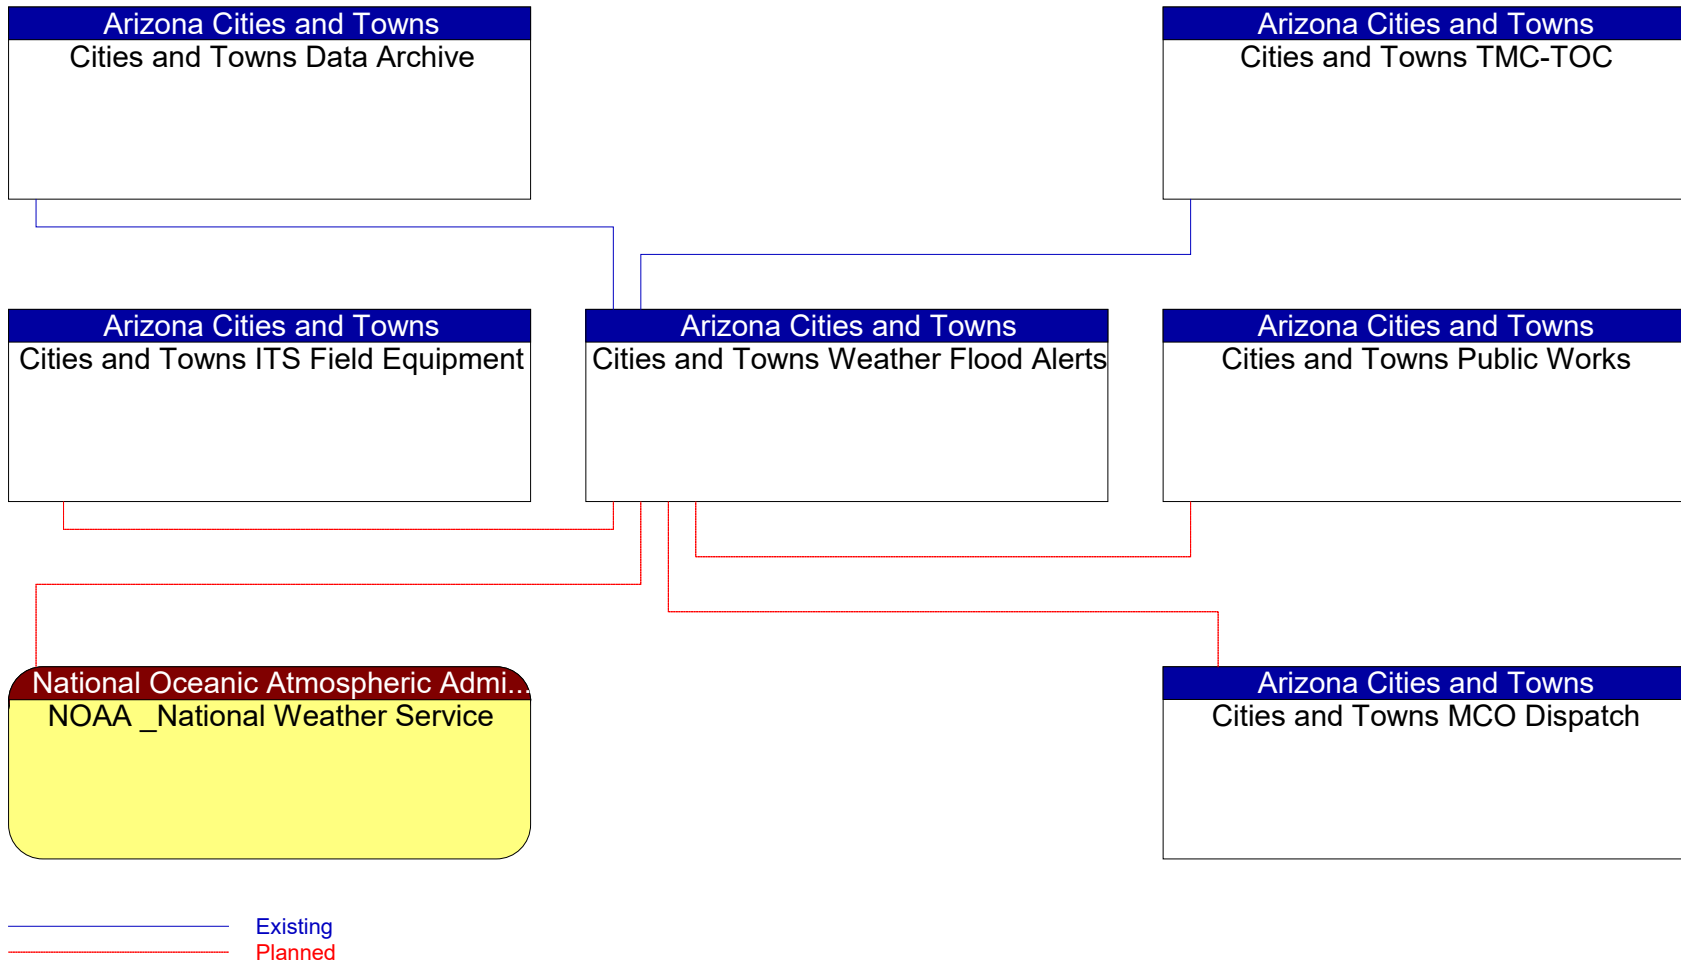 Arizona Cities and Towns
Cities and Towns Data Archive
Arizona Cities and Towns
Cities and Towns TMC-TOC
Arizona Cities and Towns
Cities and Towns ITS Field Equipment
Arizona Cities and Towns
Cities and Towns Weather Flood Alerts
Arizona Cities and Towns
Cities and Towns Public Works
National Oceanic Atmospheric Admi...
NOAA _National Weather Service
Arizona Cities and Towns
Cities and Towns MCO Dispatch
Existing
Planned